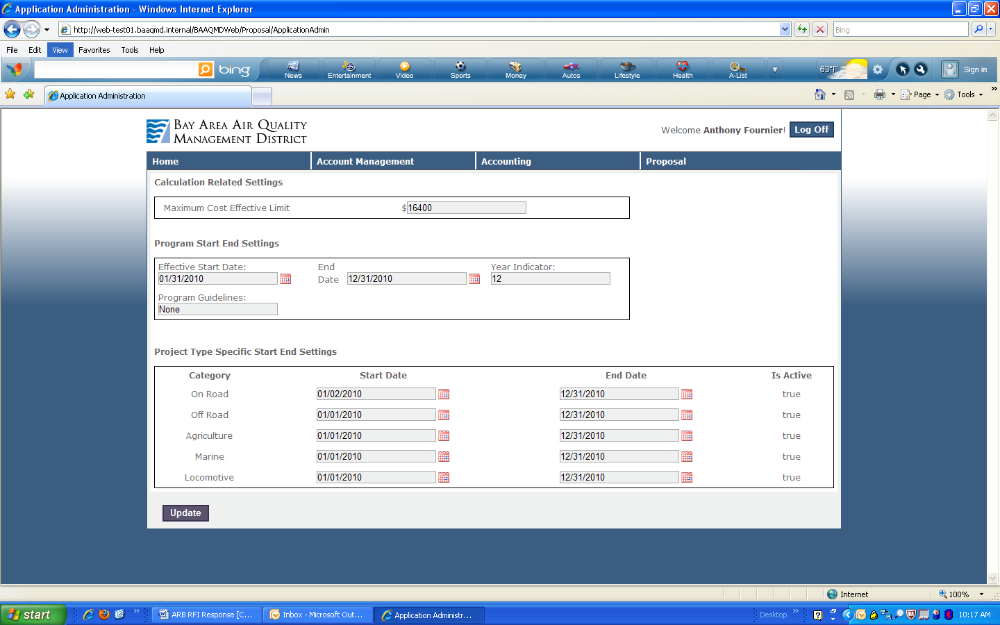 Application Administration - Windows Internet Explorer
http://web-test01.baaqmd.internal/BAAQMDWeb/Proposal/ApplicationAdmin
Bing
File Edit View Favorites Tools Help
bing News Entertainment Video Sports Money Autos Lifestyle Health A-List 63°F Sign in
Application Administration
Page Tools
BAY AREA AIR QUALITY
MANAGEMENT DISTRICT
Welcome Anthony Fournier! Log Off
Home Account Management Accounting Proposal
Calculation Related Settings
Maximum Cost Effective Limit $16400
Program Start End Settings
Effective Start Date: End Year Indicator:
01/31/2010 Date 12/31/2010 12
Program Guidelines:
None
Project Type Specific Start End Settings
Category Start Date End Date Is Active
On Road 01/02/2010 12/31/2010 true
Off Road 01/01/2010 12/31/2010 true
Agriculture 01/01/2010 12/31/2010 true
Marine 01/01/2010 12/31/2010 true
Locomotive 01/01/2010 12/31/2010 true
Update
Internet 100%
start ARB RFI Response [C... Inbox - Microsoft Out... Application Administr... Desktop 10:17 AM